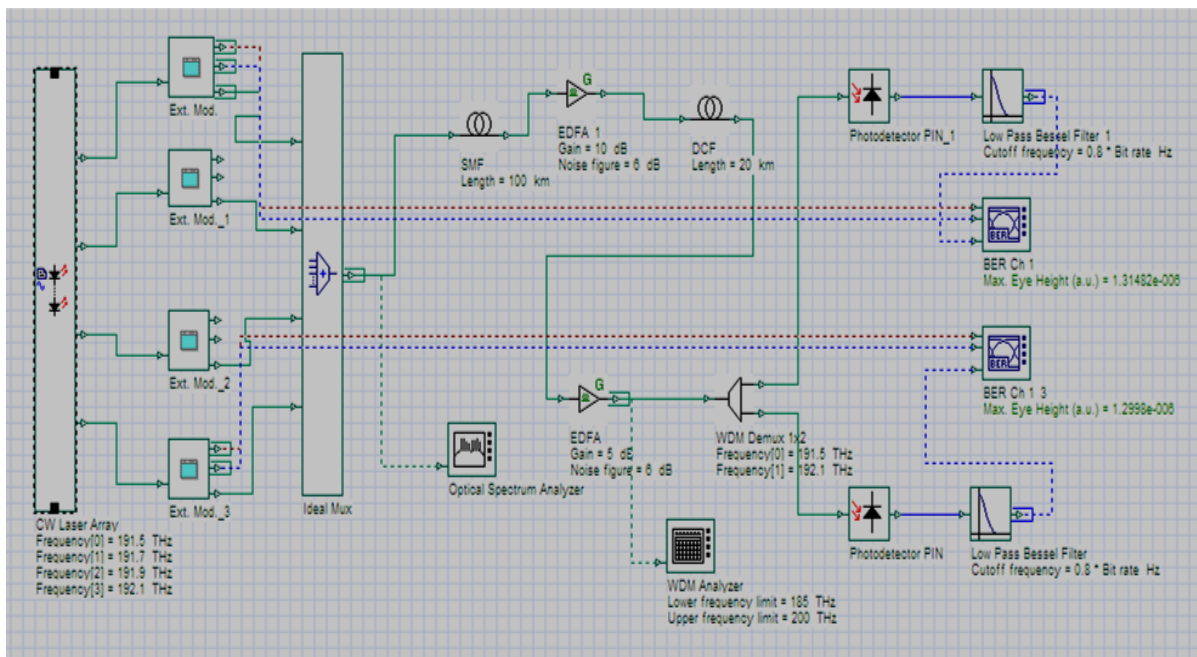 Ext. Mod.
Ext. Mod._1
Ext. Mod._2
Ext. Mod._3
CW Laser Array
Frequency[0] = 191.5 THz
Frequency[1] = 191.7 THz
Frequency[2] = 191.9 THz
Frequency[3] = 192.1 THz
Ideal Mux
SMF
Length = 100 km
G
EDFA 1
Gain = 10 dB
Noise figure = 6 dB
DCF
Length = 20 km
Photodetector PIN_1
Low Pass Bessel Filter 1
Cutoff frequency = 0.8 * Bit rate Hz
BER
BER Ch 1
Max. Eye Height (a.u.) = 1.31482e-006
BER
BER Ch 1 3
Max. Eye Height (a.u.) = 1.2998e-006
G
EDFA
Gain = 5 dB
Noise figure = 6 dB
WDM Demux 1x2
Frequency[0] = 191.5 THz
Frequency[1] = 192.1 THz
Optical Spectrum Analyzer
Photodetector PIN
Low Pass Bessel Filter
Cutoff frequency = 0.8 * Bit rate Hz
WDM Analyzer
Lower frequency limit = 185 THz
Upper frequency limit = 200 THz